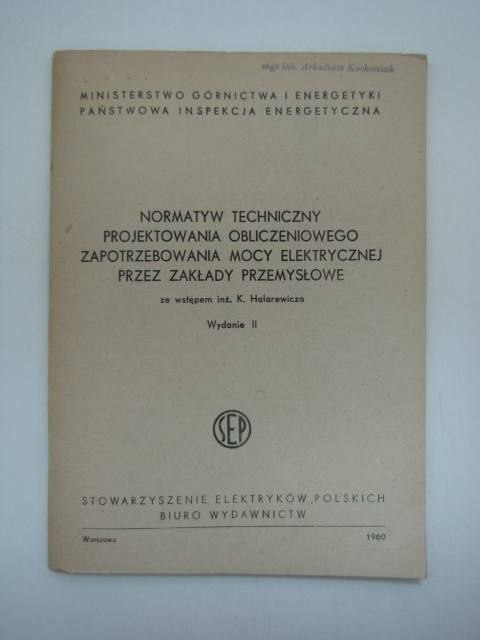 mgr inż. Arkadiusz Kochaniak
MINISTERSTWO GÓRNICTWA I ENERGETYKI
PAŃSTWOWA INSPEKCJA ENERGETYCZNA
NORMATYW TECHNICZNY
PROJEKTOWANIA OBLICZENIOWEGO
ZAPOTRZEBOWANIA MOCY ELEKTRYCZNEJ
PRZEZ ZAKŁADY PRZEMYSŁOWE
ze wstępem inż. K. Halarewicza
Wydanie II
SEP
STOWARZYSZENIE ELEKTRYKÓW POLSKICH
BIURO WYDAWNICTW
Warszawa 1960